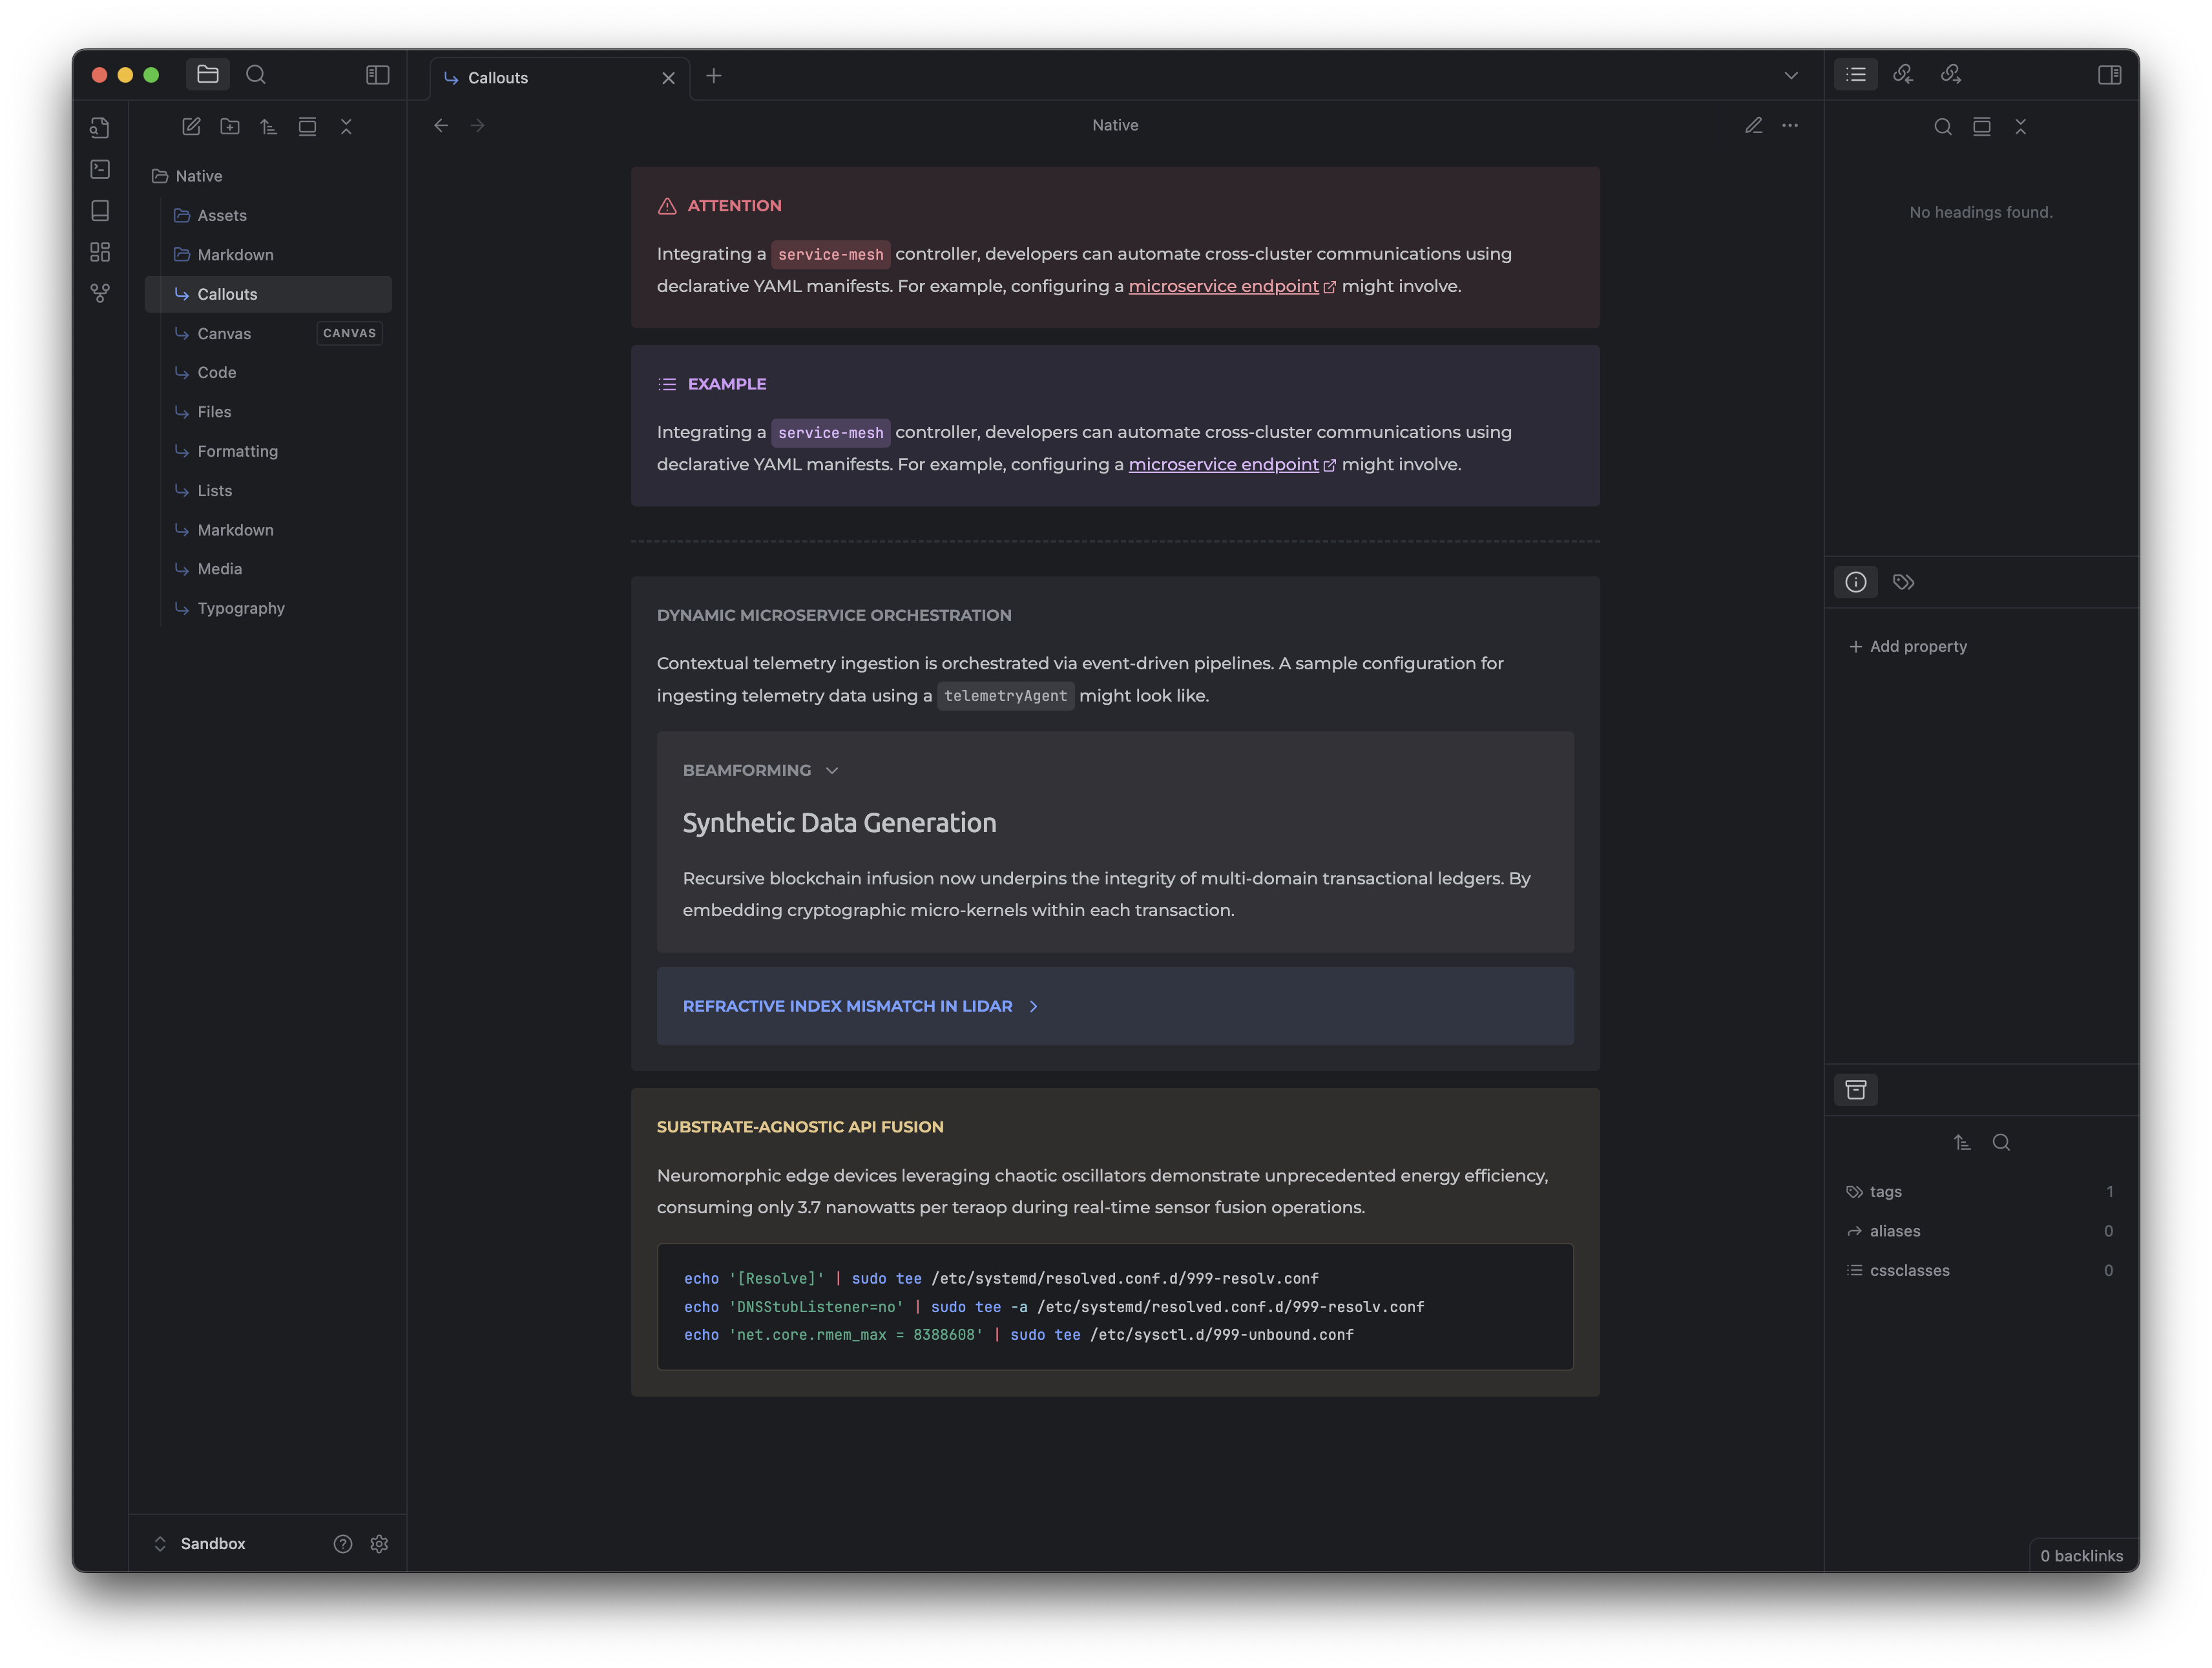 Callouts
Native
Assets
Markdown
Callouts
Canvas CANVAS
Code
Files
Formatting
Lists
Markdown
Media
Typography
Sandbox
Native
ATTENTION
Integrating a service-mesh controller, developers can automate cross-cluster communications using
declarative YAML manifests. For example, configuring a microservice endpoint might involve.
EXAMPLE
Integrating a service-mesh controller, developers can automate cross-cluster communications using
declarative YAML manifests. For example, configuring a microservice endpoint might involve.
DYNAMIC MICROSERVICE ORCHESTRATION
Contextual telemetry ingestion is orchestrated via event-driven pipelines. A sample configuration for
ingesting telemetry data using a telemetryAgent might look like.
BEAMFORMING
Synthetic Data Generation
Recursive blockchain infusion now underpins the integrity of multi-domain transactional ledgers. By
embedding cryptographic micro-kernels within each transaction.
REFRACTIVE INDEX MISMATCH IN LIDAR
SUBSTRATE-AGNOSTIC API FUSION
Neuromorphic edge devices leveraging chaotic oscillators demonstrate unprecedented energy efficiency,
consuming only 3.7 nanowatts per teraop during real-time sensor fusion operations.
echo '[Resolve]' | sudo tee /etc/systemd/resolved.conf.d/999-resolv.conf
echo 'DNSStubListener=no' | sudo tee -a /etc/systemd/resolved.conf.d/999-resolv.conf
echo 'net.core.rmem_max = 8388608' | sudo tee /etc/sysctl.d/999-unbound.conf
No headings found.
Add property
tags 1
aliases 0
cssclasses 0
0 backlinks